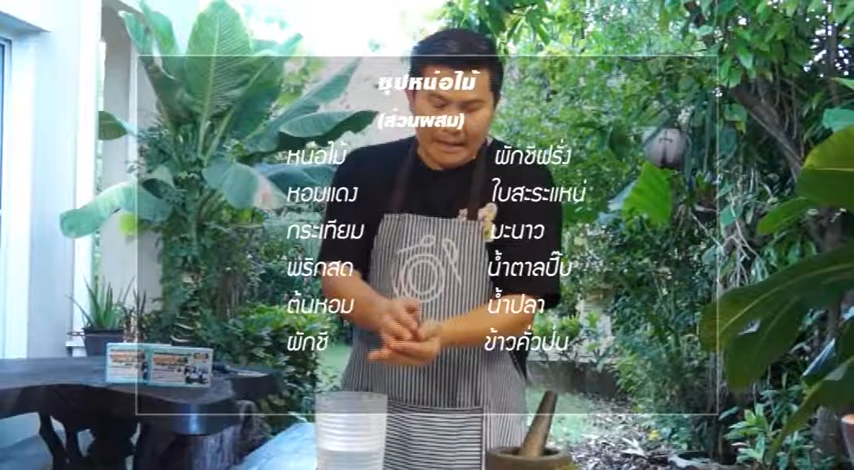 ซุปหน่อไม้
(ส่วนผสม)
หน่อไม้
หอมแดง
กระเทียม
พริกสด
ต้นหอม
ผักชี
ผักชีฝรั่ง
ใบสะระแหน่
มะนาว
น้ำตาลปี๊บ
น้ำปลา
ข้าวคั่วป่น